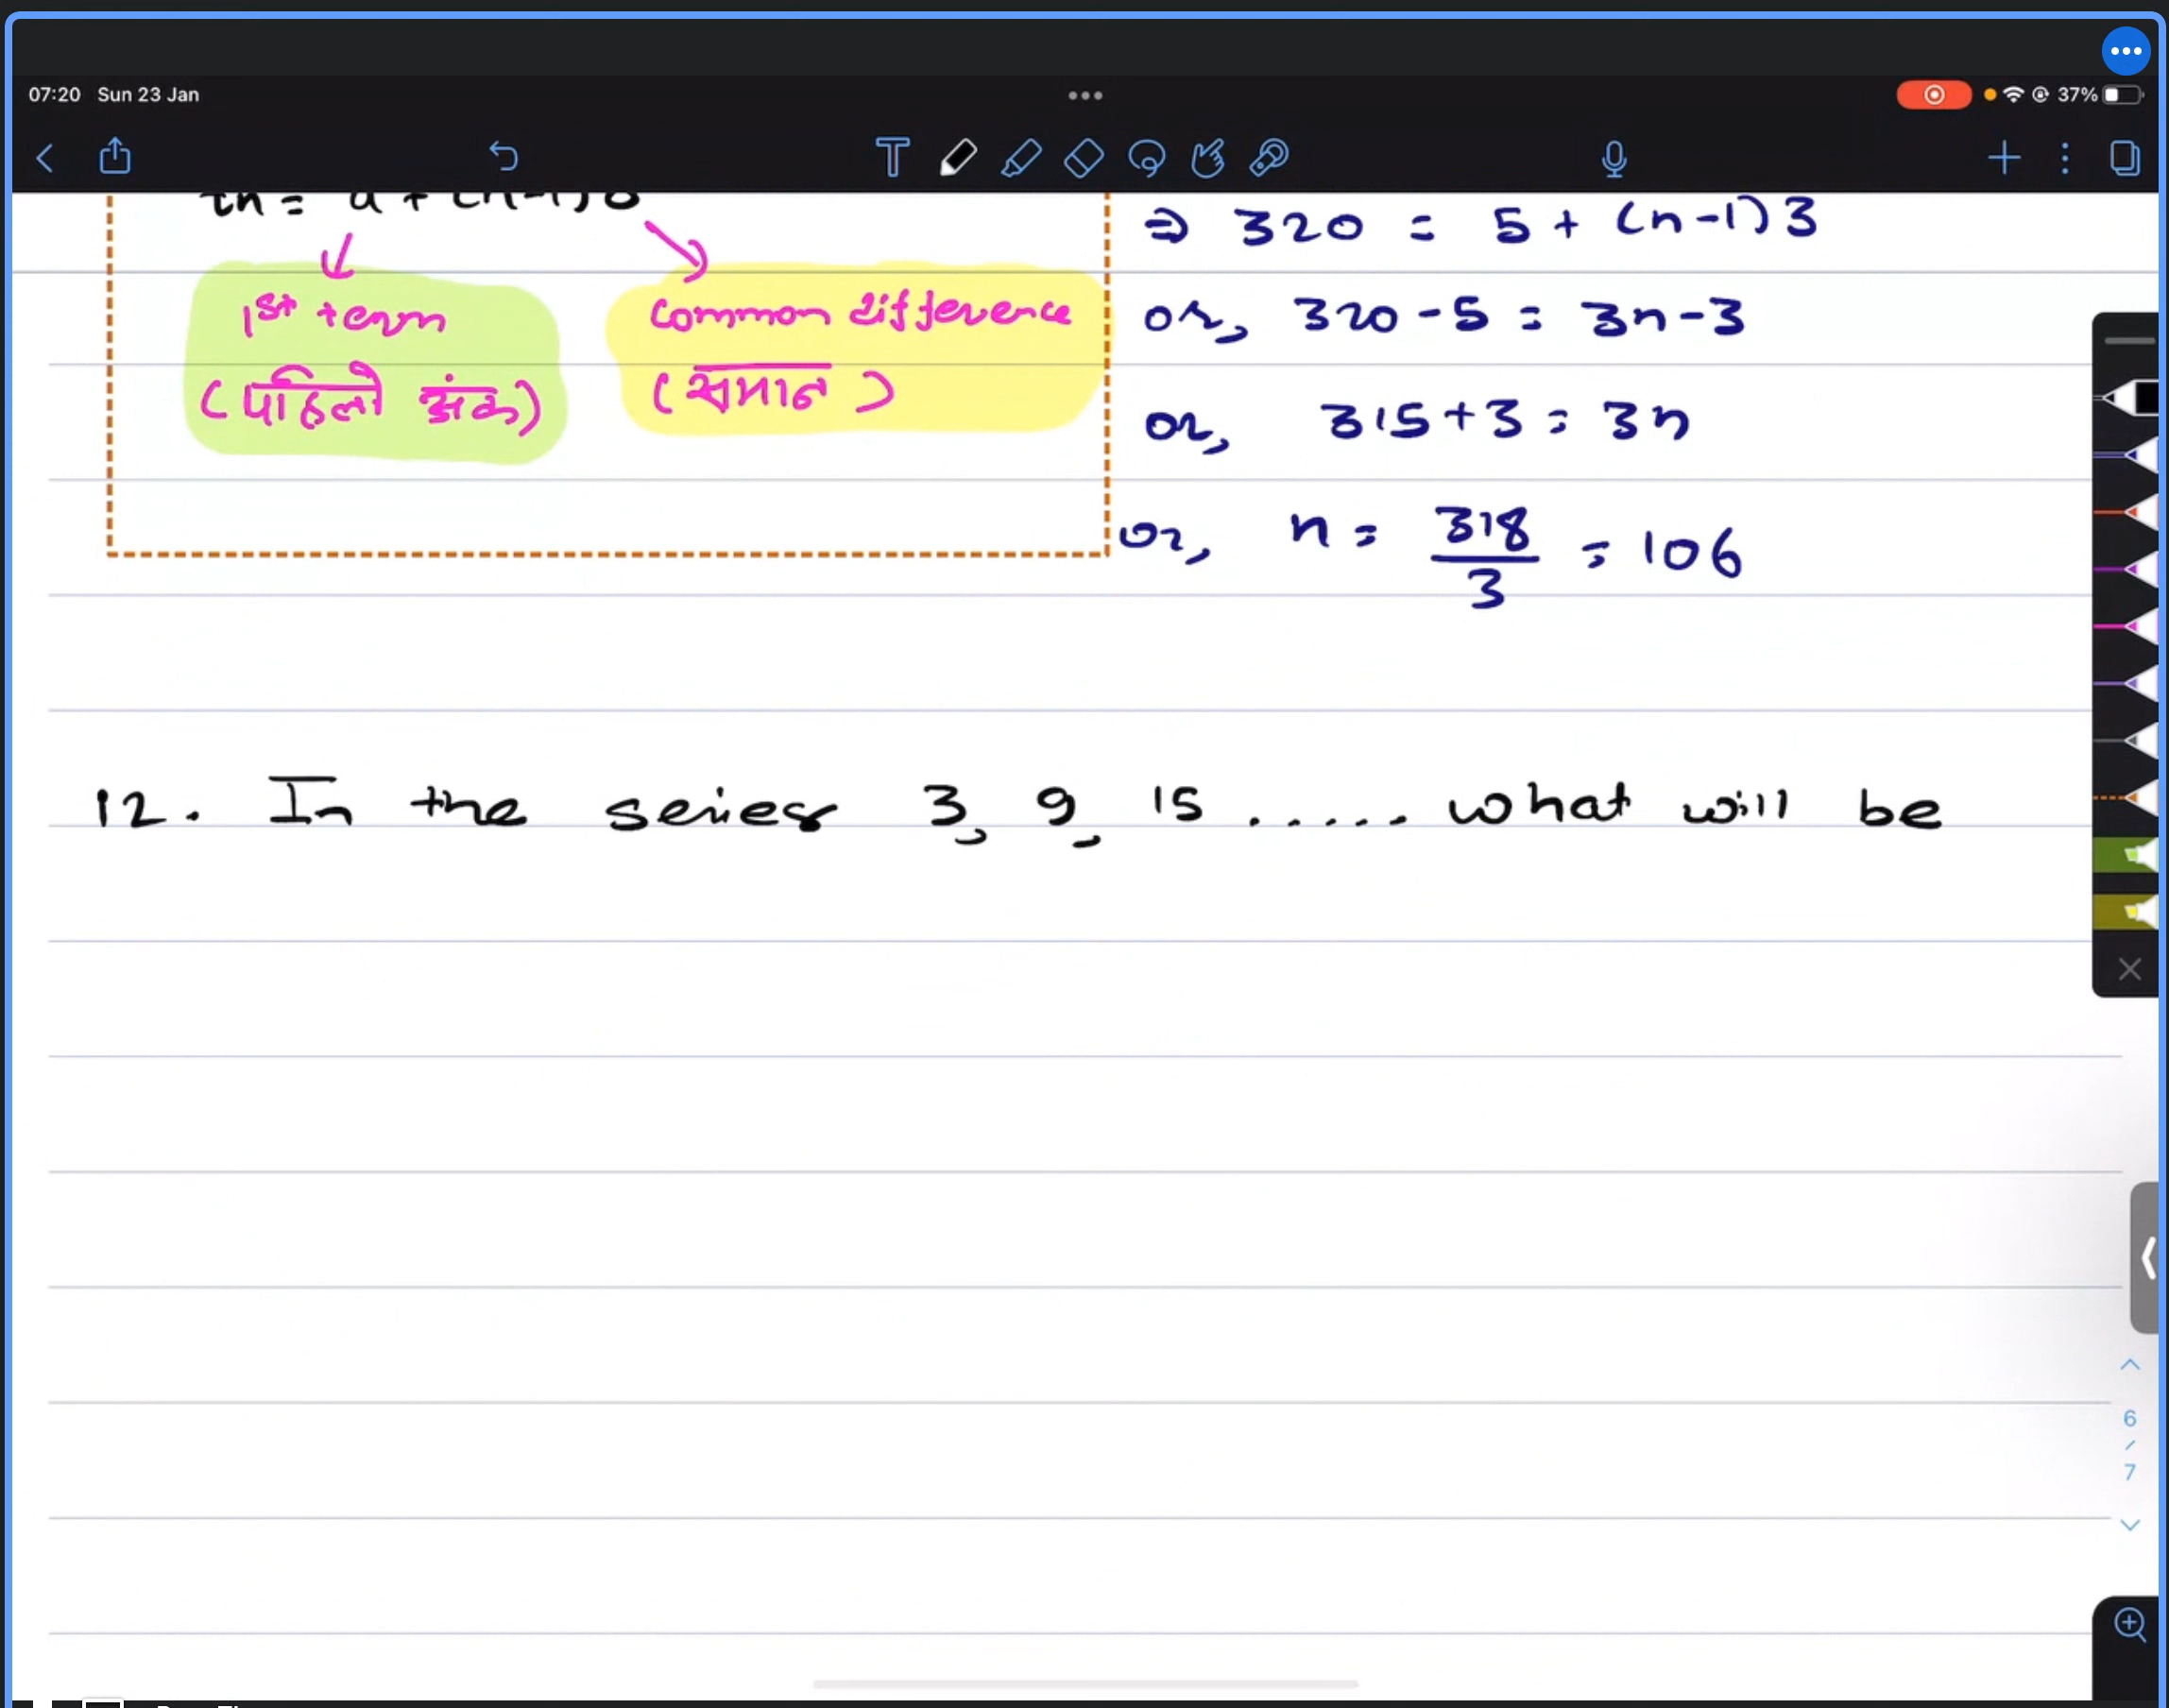 07:20 Sun 23 Jan
37%
tn = a + (n-1)d
1st term
(पहिलो अंक)
common difference
(समान)
⇒ 320 = 5 + (n-1)3
or, 320 - 5 = 3n - 3
or, 315 + 3 = 3n
or, n = 318/3 = 106
12. In the series 3, 9, 15 ..... what will be
6
/
7